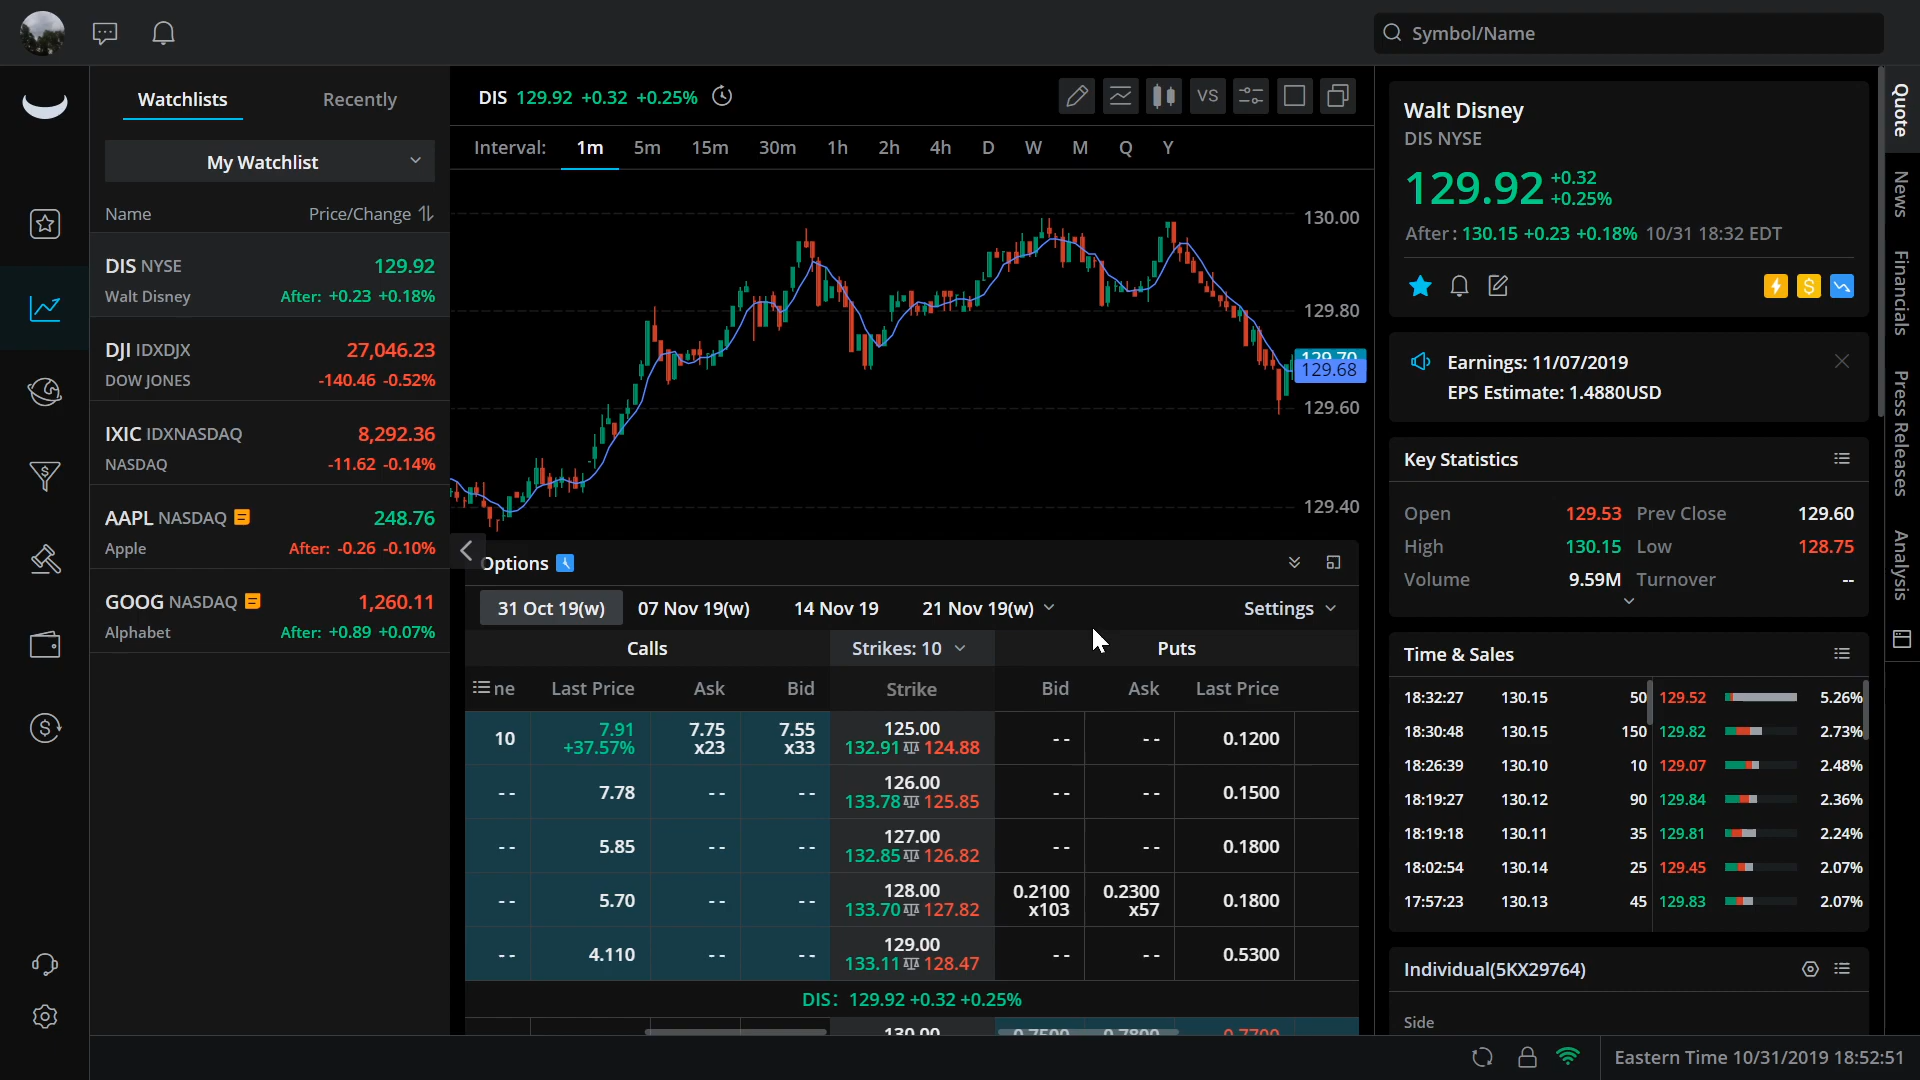 Symbol/Name
Watchlists Recently
My Watchlist
Name Price/Change
DIS NYSE 129.92
Walt Disney After: +0.23 +0.18%
DJI IDXDJX 27,046.23
DOW JONES -140.46 -0.52%
IXIC IDXNASDAQ 8,292.36
NASDAQ -11.62 -0.14%
AAPL NASDAQ 248.76
Apple After: -0.26 -0.10%
GOOG NASDAQ 1,260.11
Alphabet After: +0.89 +0.07%
DIS 129.92 +0.32 +0.25%
VS
Interval: 1m 5m 15m 30m 1h 2h 4h D W M Q Y
130.00
129.80
129.70
129.68
129.60
129.40
Options
31 Oct 19(w) 07 Nov 19(w) 14 Nov 19 21 Nov 19(w) Settings
Calls Strikes: 10 Puts
ne Last Price Ask Bid Strike Bid Ask Last Price
10 7.91 7.75 7.55 125.00 -- -- 0.1200
+37.57% x23 x33 132.91 124.88
-- 7.78 -- -- 126.00 -- -- 0.1500
133.78 125.85
-- 5.85 -- -- 127.00 -- -- 0.1800
132.85 126.82
-- 5.70 -- -- 128.00 0.2100 0.2300 0.1800
133.70 127.82 x103 x57
-- 4.110 -- -- 129.00 -- -- 0.5300
133.11 128.47
DIS: 129.92 +0.32 +0.25%
130.00 0.7500 0.7800 0.7700
Walt Disney
DIS NYSE
129.92 +0.32
+0.25%
After: 130.15 +0.23 +0.18% 10/31 18:32 EDT
$
Earnings: 11/07/2019
EPS Estimate: 1.4880USD
Key Statistics
Open 129.53 Prev Close 129.60
High 130.15 Low 128.75
Volume 9.59M Turnover --
Time & Sales
18:32:27 130.15 50 129.52 5.26%
18:30:48 130.15 150 129.82 2.73%
18:26:39 130.10 10 129.07 2.48%
18:19:27 130.12 90 129.84 2.36%
18:19:18 130.11 35 129.81 2.24%
18:02:54 130.14 25 129.45 2.07%
17:57:23 130.13 45 129.83 2.07%
Individual(5KX29764)
Side
Quote
News
Financials
Press Releases
Analysis
Eastern Time 10/31/2019 18:52:51